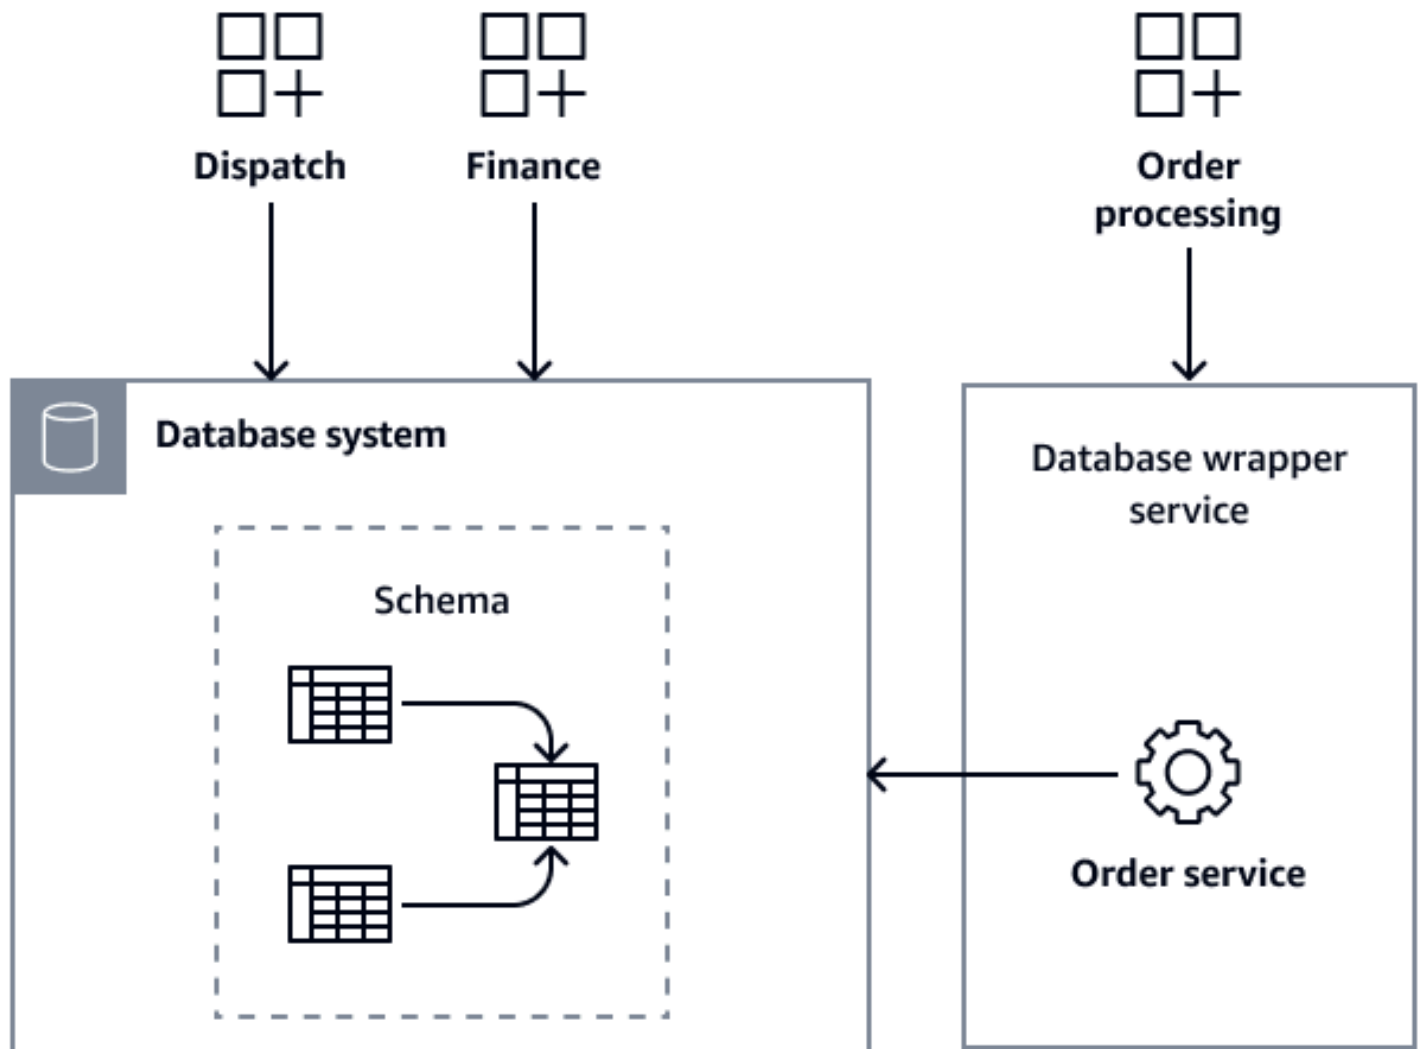 Dispatch
Finance
Order
processing
Database system
Database wrapper
service
Schema
Order service